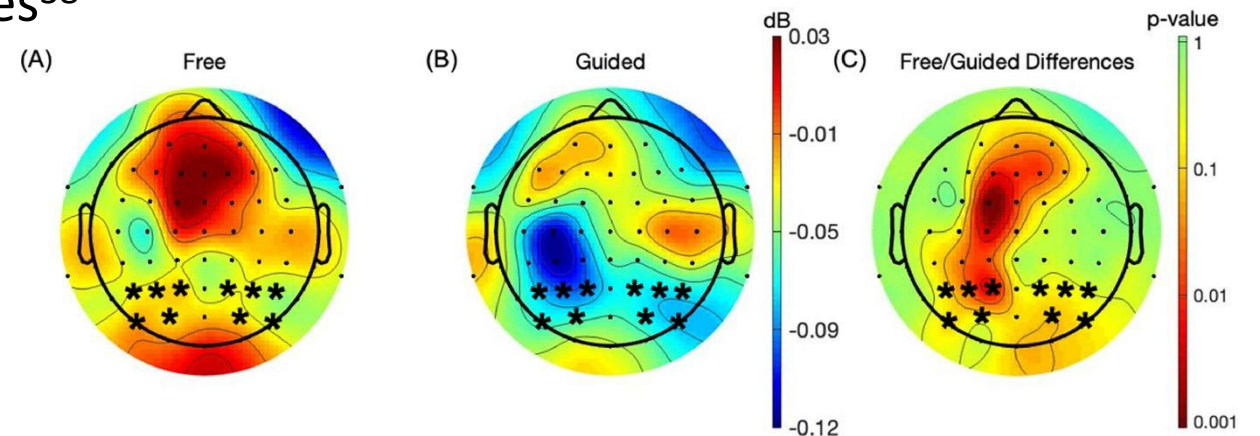 es
(A)
Free
(B)
Guided
dB
0.03
-0.01
-0.05
-0.09
-0.12
(C)
Free/Guided Differences
p-value
1
0.1
0.01
0.001